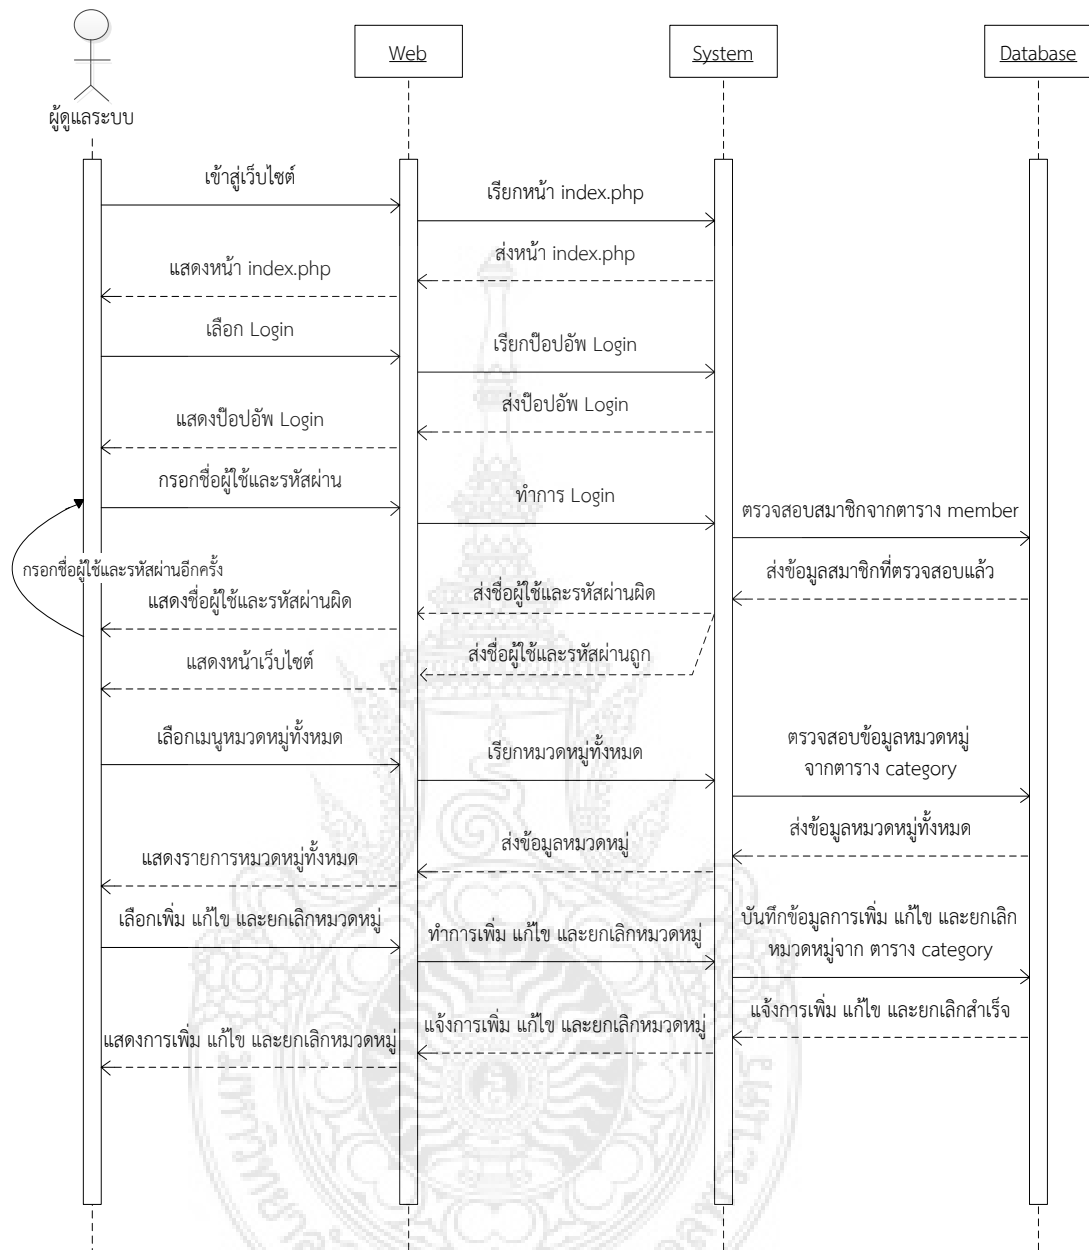 Web
System
Database
ผู้ดูแลระบบ
เข้าสู่เว็บไซต์
เรียกหน้า index.php
ส่งหน้า index.php
แสดงหน้า index.php
เลือก Login
เรียกป๊อปอัพ Login
ส่งป๊อปอัพ Login
แสดงป๊อปอัพ Login
กรอกชื่อผู้ใช้และรหัสผ่าน
ทำการ Login
ตรวจสอบสมาชิกจากตาราง member
กรอกชื่อผู้ใช้และรหัสผ่านอีกครั้ง
ส่งข้อมูลสมาชิกที่ตรวจสอบแล้ว
ส่งชื่อผู้ใช้และรหัสผ่านผิด
แสดงชื่อผู้ใช้และรหัสผ่านผิด
ส่งชื่อผู้ใช้และรหัสผ่านถูก
แสดงหน้าเว็บไซต์
เลือกเมนูหมวดหมู่ทั้งหมด
เรียกหมวดหมู่ทั้งหมด
ตรวจสอบข้อมูลหมวดหมู่
จากตาราง category
ส่งข้อมูลหมวดหมู่ทั้งหมด
ส่งข้อมูลหมวดหมู่
แสดงรายการหมวดหมู่ทั้งหมด
เลือกเพิ่ม แก้ไข และยกเลิกหมวดหมู่
ทำการเพิ่ม แก้ไข และยกเลิกหมวดหมู่
บันทึกข้อมูลการเพิ่ม แก้ไข และยกเลิก
หมวดหมู่จาก ตาราง category
แจ้งการเพิ่ม แก้ไข และยกเลิกสำเร็จ
แจ้งการเพิ่ม แก้ไข และยกเลิกหมวดหมู่
แสดงการเพิ่ม แก้ไข และยกเลิกหมวดหมู่